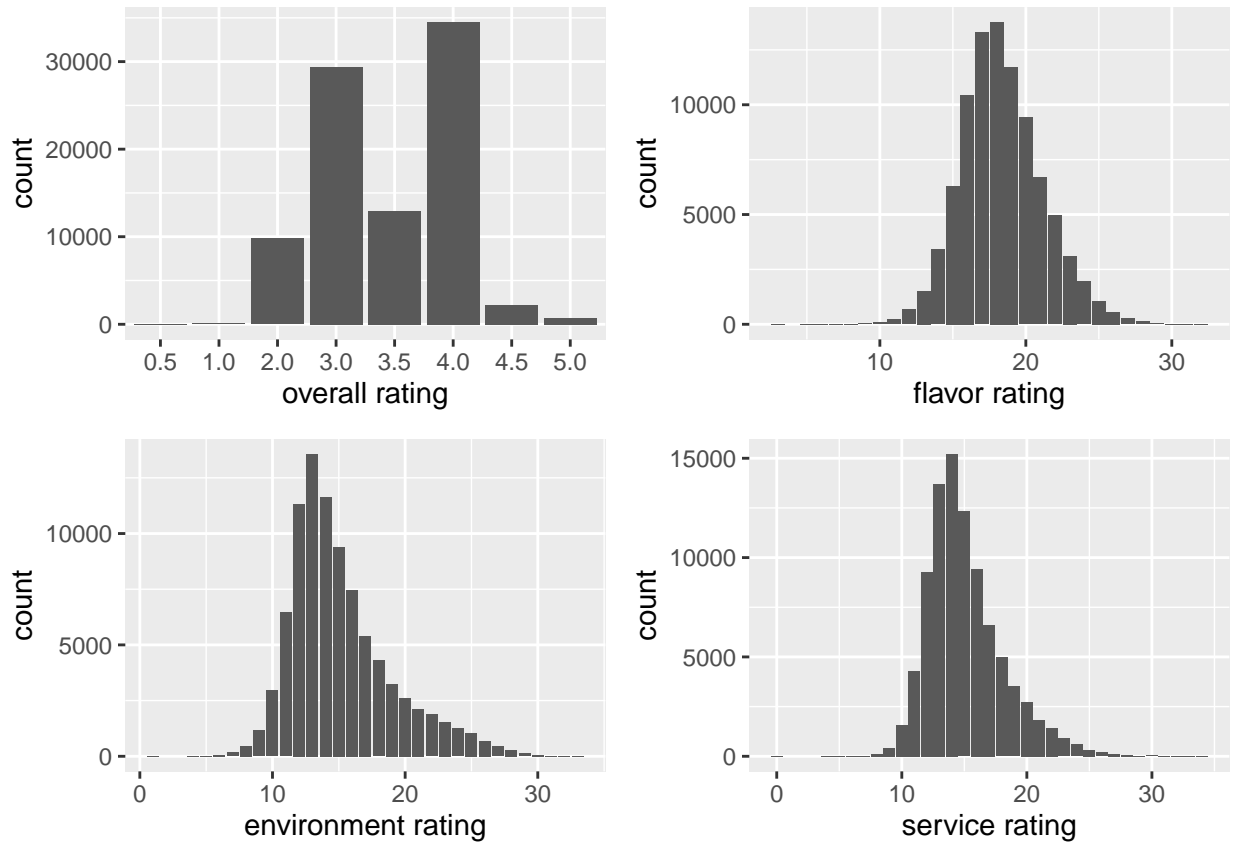 count
30000
20000
10000
0
0.5 1.0 2.0 3.0 3.5 4.0 4.5 5.0
overall rating
count
10000
5000
0
10 20 30
flavor rating
count
10000
5000
0
0 10 20 30
environment rating
count
15000
10000
5000
0
0 10 20 30
service rating